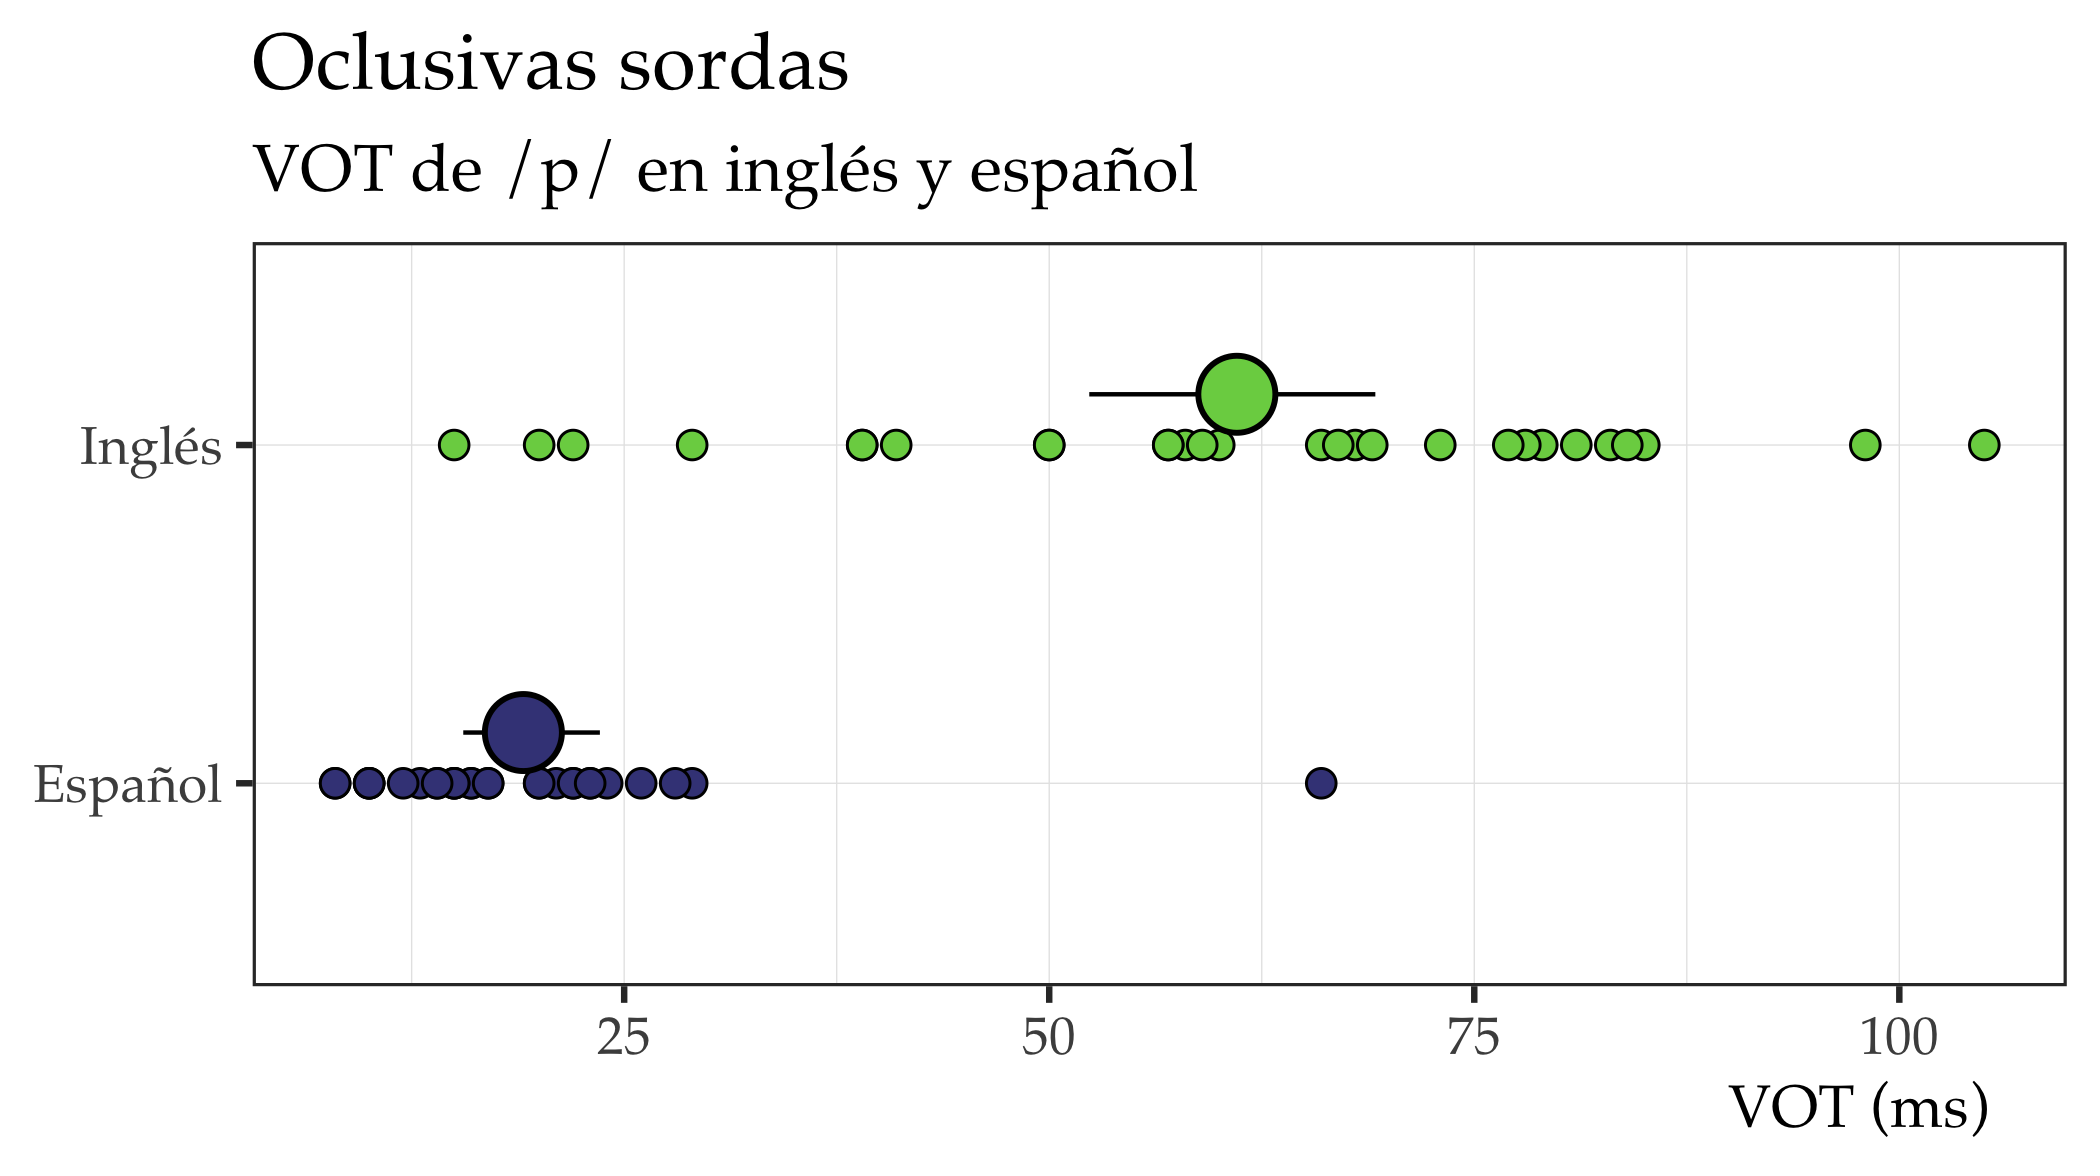 Oclusivas sordas
VOT de /p/ en inglés y español
Inglés
Español
25 50 75 100
VOT (ms)